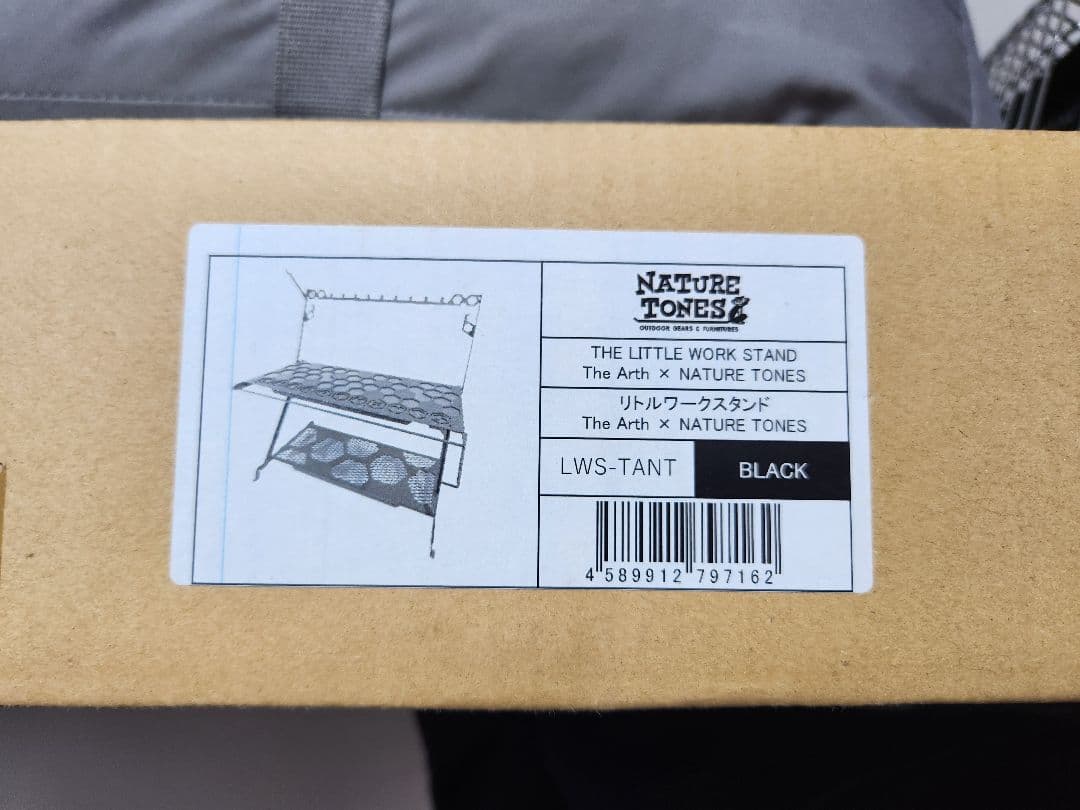 NATURE
TONES
OUTDOOR GEARS & FURNITURES
THE LITTLE WORK STAND
The Arth × NATURE TONES
リトルワークスタンド
The Arth × NATURE TONES
LWS-TANT
BLACK
4 589912 797162